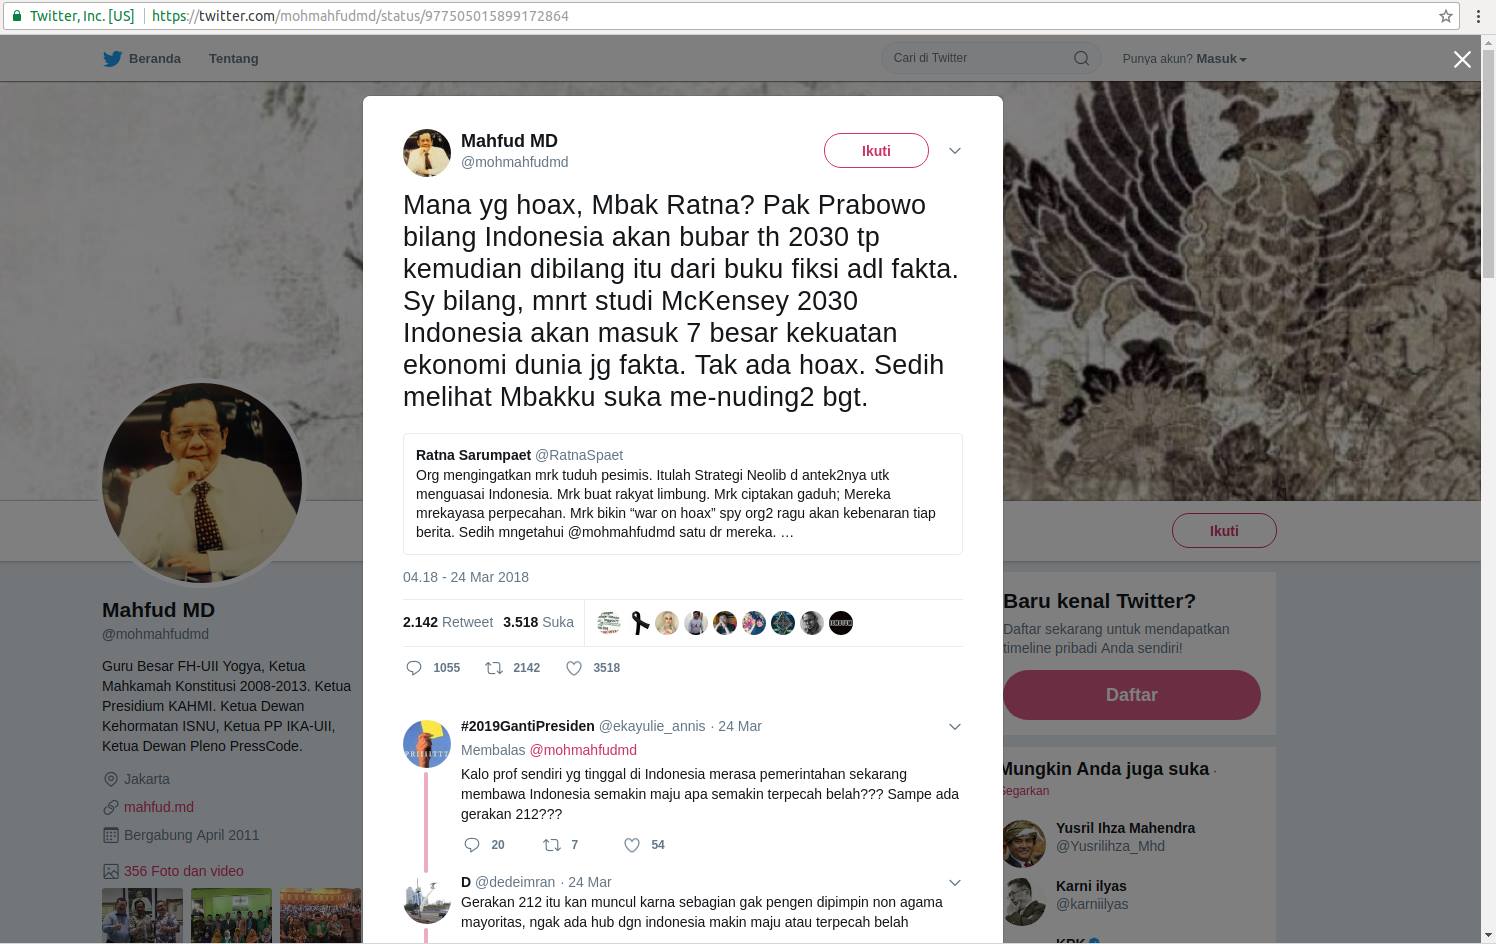 Twitter, Inc. [US] https://twitter.com/mohmahfudmd/status/977505015899172864
Beranda Tentang
Cari di Twitter
Punya akun? Masuk
Mahfud MD
@mohmahfudmd
Ikuti
Mana yg hoax, Mbak Ratna? Pak Prabowo
bilang Indonesia akan bubar th 2030 tp
kemudian dibilang itu dari buku fiksi adl fakta.
Sy bilang, mnrt studi McKensey 2030
Indonesia akan masuk 7 besar kekuatan
ekonomi dunia jg fakta. Tak ada hoax. Sedih
melihat Mbakku suka me-nuding2 bgt.
Ratna Sarumpaet @RatnaSpaet
Org mengingatkan mrk tuduh pesimis. Itulah Strategi Neolib d antek2nya utk
menguasai Indonesia. Mrk buat rakyat limbung. Mrk ciptakan gaduh; Mereka
mrekayasa perpecahan. Mrk bikin “war on hoax” spy org2 ragu akan kebenaran tiap
berita. Sedih mngetahui @mohmahfudmd satu dr mereka. …
04.18 - 24 Mar 2018
2.142 Retweet 3.518 Suka
1055 2142 3518
#2019GantiPresiden @ekayulie_annis · 24 Mar
Membalas @mohmahfudmd
PRIIIITTT
Kalo prof sendiri yg tinggal di Indonesia merasa pemerintahan sekarang
membawa Indonesia semakin maju apa semakin terpecah belah??? Sampe ada
gerakan 212???
20 7 54
D @dedeimran · 24 Mar
Gerakan 212 itu kan muncul karna sebagian gak pengen dipimpin non agama
mayoritas, ngak ada hub dgn indonesia makin maju atau terpecah belah
Mahfud MD
@mohmahfudmd
Guru Besar FH-UII Yogya, Ketua
Mahkamah Konstitusi 2008-2013. Ketua
Presidium KAHMI. Ketua Dewan
Kehormatan ISNU, Ketua PP IKA-UII,
Ketua Dewan Pleno PressCode.
Jakarta
mahfud.md
Bergabung April 2011
356 Foto dan video
Ikuti
Baru kenal Twitter?
Daftar sekarang untuk mendapatkan
timeline pribadi Anda sendiri!
Daftar
Mungkin Anda juga suka ·
Segarkan
Yusril Ihza Mahendra
@Yusrilihza_Mhd
Karni ilyas
@karniilyas
KPK